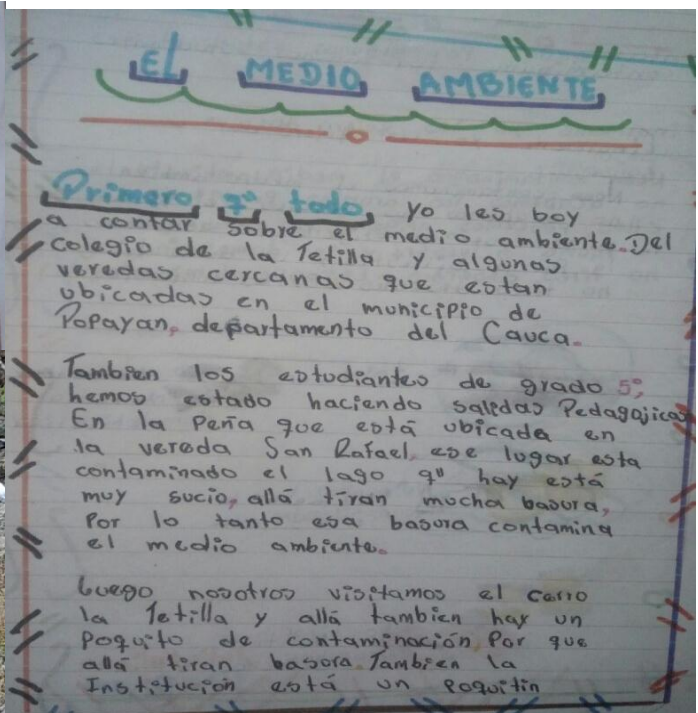 EL MEDIO AMBIENTE
Primero qº todo yo les boy
a contar sobre el medio ambiente. Del
colegio de la Tetilla y algunas
veredas cercanas que estan
ubicadas en el municipio de
Popayan, departamento del Cauca.
Tambien los estudiantes de grado 5º,
hemos estado haciendo salidas Pedagojicas
En la Peña que está ubicada en
la vereda San Rafael, ese lugar esta
contaminado el lago qº hay está
muy sucio, allá tiran mucha basura,
Por lo tanto esa basura contamina
el medio ambiente.
luego nosotros visitamos el cerro
la Tetilla y allá tambien hay un
Poquito de contaminación, Por que
allá tiran basora. Tambien la
Institución está un poquitin